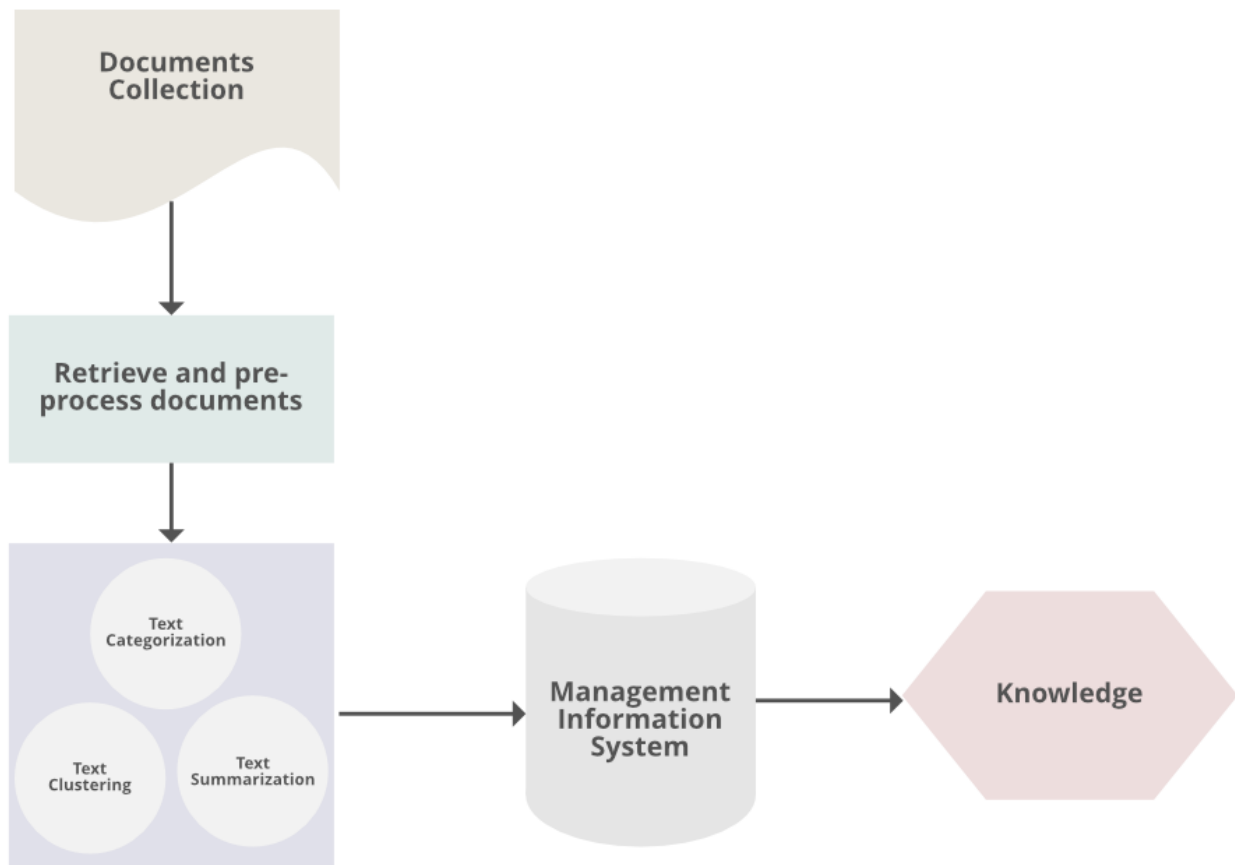 Documents
Collection
Retrieve and pre-
process documents
Text
Categorization
Text
Clustering
Text
Summarization
Management
Information
System
Knowledge